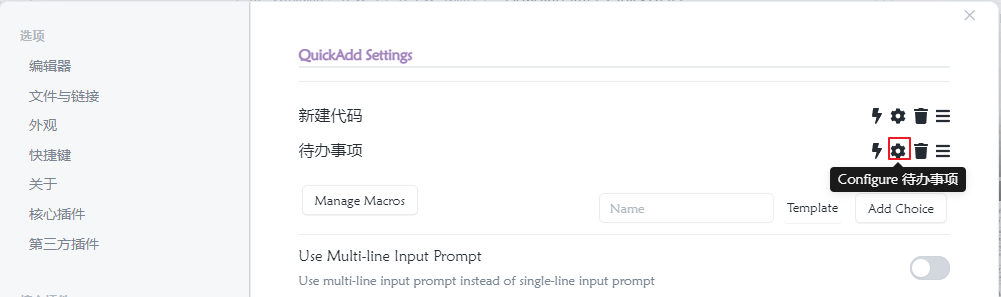 选项
编辑器
文件与链接
外观
快捷键
关于
核心插件
第三方插件
QuickAdd Settings
新建代码
待办事项
Configure 待办事项
Manage Macros
Name
Template
Add Choice
Use Multi-line Input Prompt
Use multi-line input prompt instead of single-line input prompt